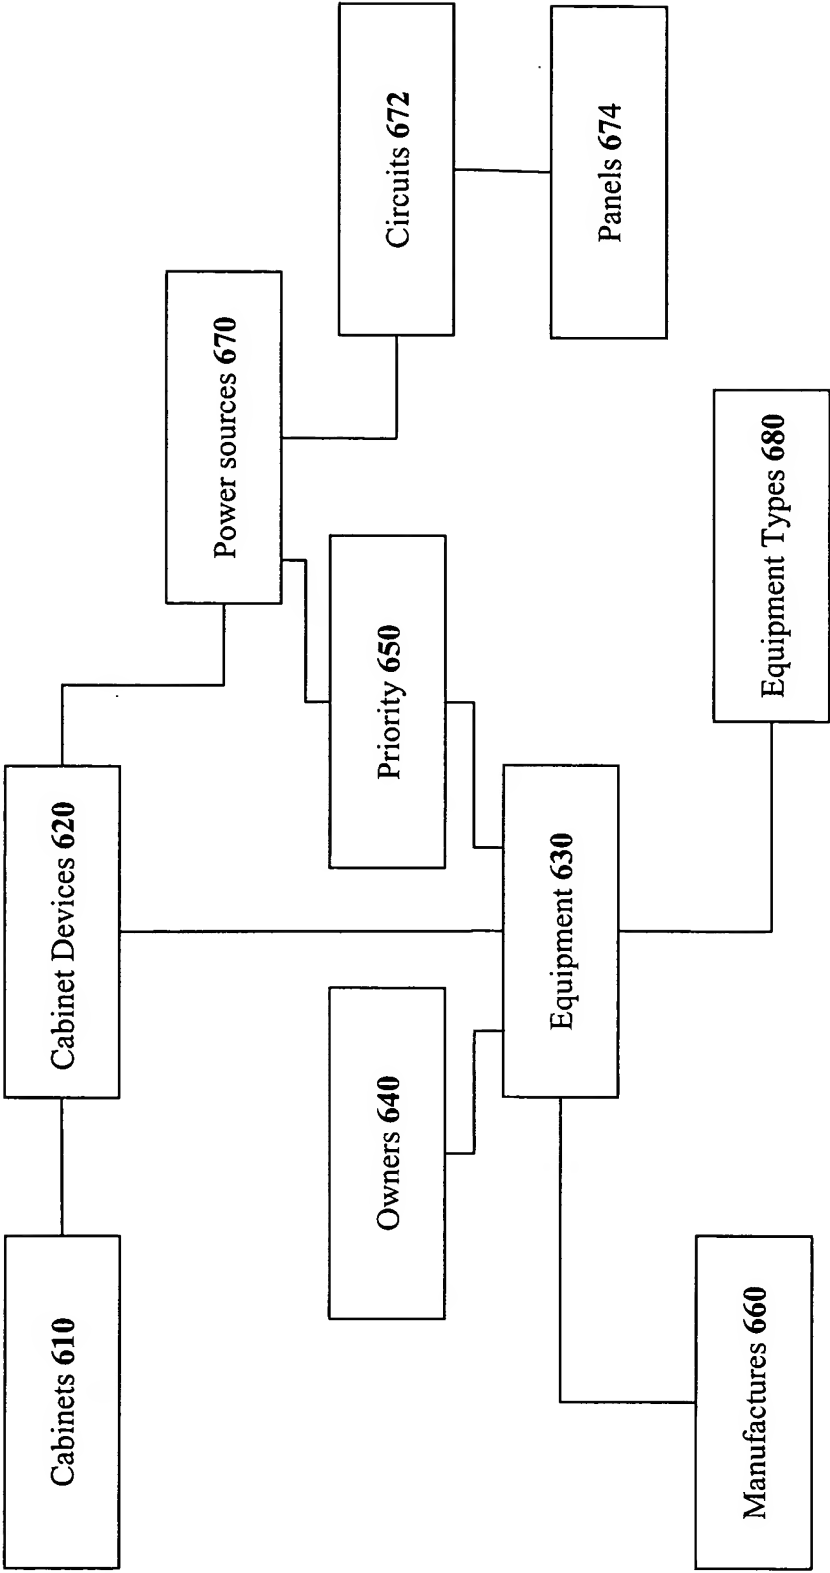 Cabinets 610
Cabinet Devices 620
Power sources 670
Owners 640
Priority 650
Circuits 672
Equipment 630
Panels 674
Manufactures 660
Equipment Types 680